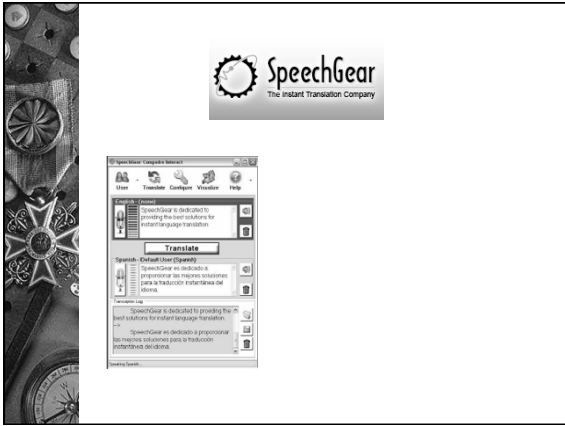 SpeechGear
The Instant Translation Company
SpeechGear Compadre Interact
User Translate Configure Visualize Help
English - (none)
SpeechGear is dedicated to
providing the best solutions for
instant language translation.
Translate
Spanish - Default User (Spanish)
SpeechGear es dedicado a
proporcionar las mejores soluciones
para la traducción instantánea del
idioma.
Translation Log
SpeechGear is dedicated to providing the
best solutions for instant language translation.
-->
SpeechGear es dedicado a proporcionar
las mejores soluciones para la traducción
instantánea del idioma.
Speaking Spanish...